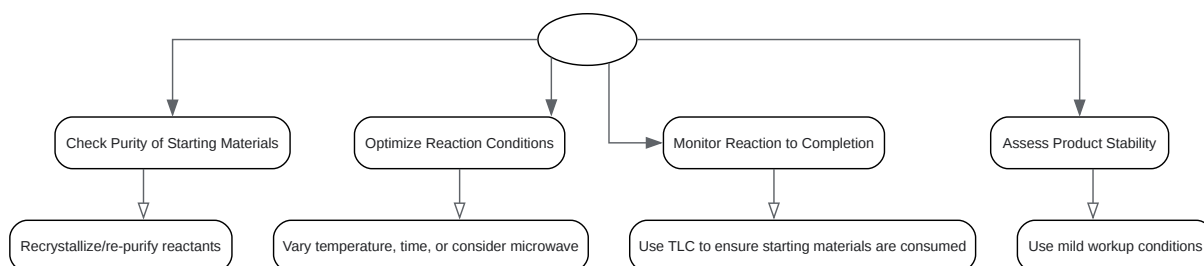 Check Purity of Starting Materials
Optimize Reaction Conditions
Monitor Reaction to Completion
Assess Product Stability
Recrystallize/re-purify reactants
Vary temperature, time, or consider microwave
Use TLC to ensure starting materials are consumed
Use mild workup conditions